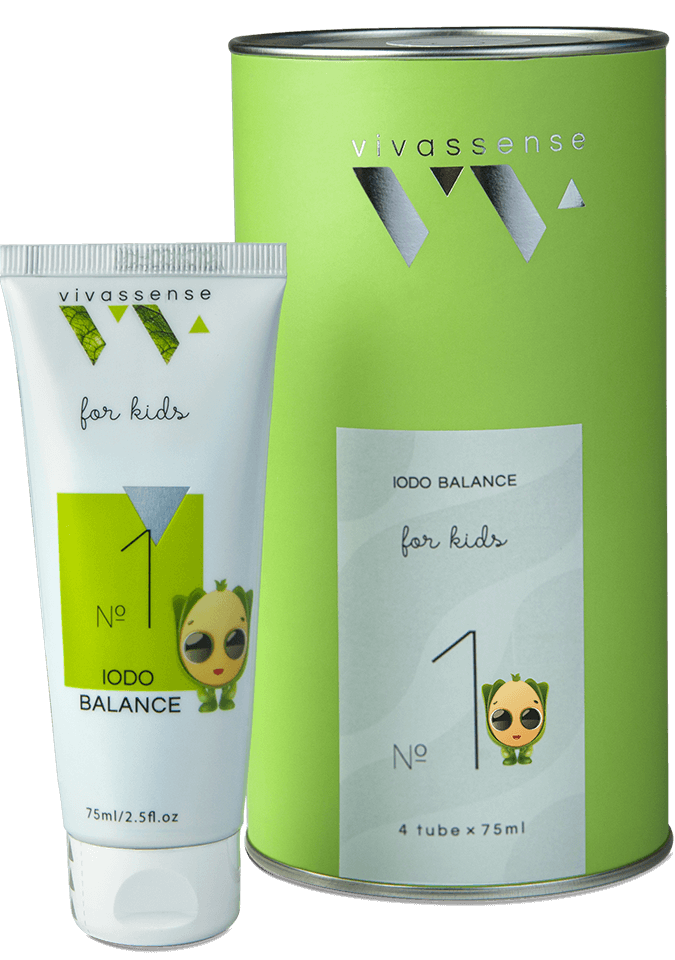 vivassense
for kids
1
Nº
IODO
BALANCE
75ml/2.5fl.oz
vivassense
IODO BALANCE
for kids
1
Nº
4 tube × 75ml